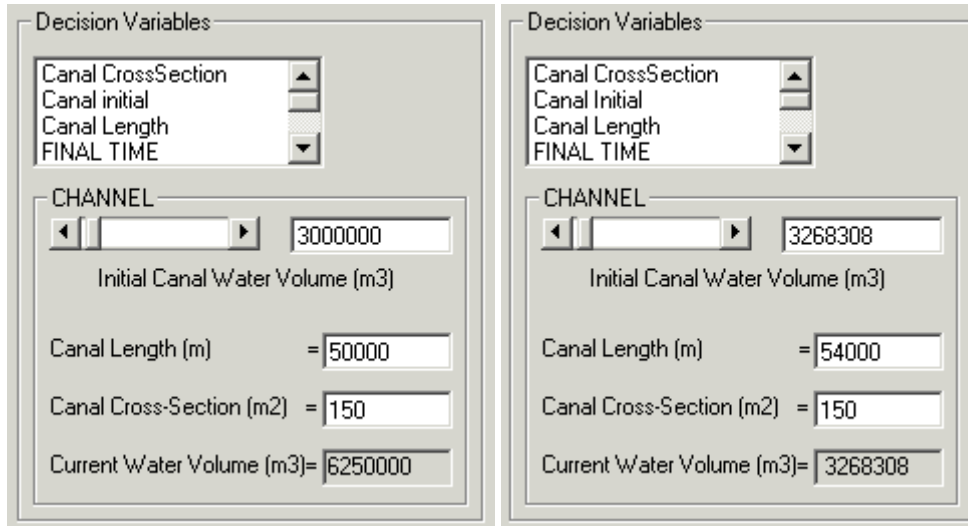 Decision Variables
Canal CrossSection
Canal initial
Canal Length
FINAL TIME
CHANNEL
3000000
Initial Canal Water Volume (m3)
Canal Length (m) = 50000
Canal Cross-Section (m2) = 150
Current Water Volume (m3)= 6250000
Decision Variables
Canal CrossSection
Canal Initial
Canal Length
FINAL TIME
CHANNEL
3268308
Initial Canal Water Volume (m3)
Canal Length (m) = 54000
Canal Cross-Section (m2) = 150
Current Water Volume (m3)= 3268308